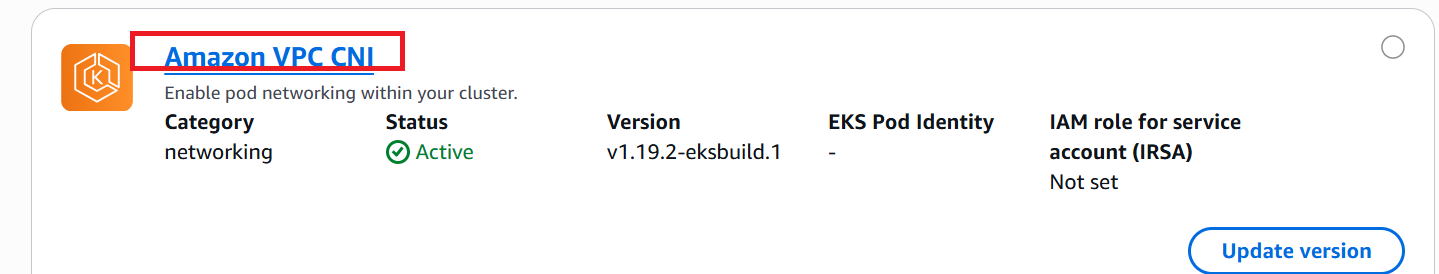 Amazon VPC CNI
Enable pod networking within your cluster.
Category
networking
Status
Active
Version
v1.19.2-eksbuild.1
EKS Pod Identity
-
IAM role for service
account (IRSA)
Not set
Update version
K